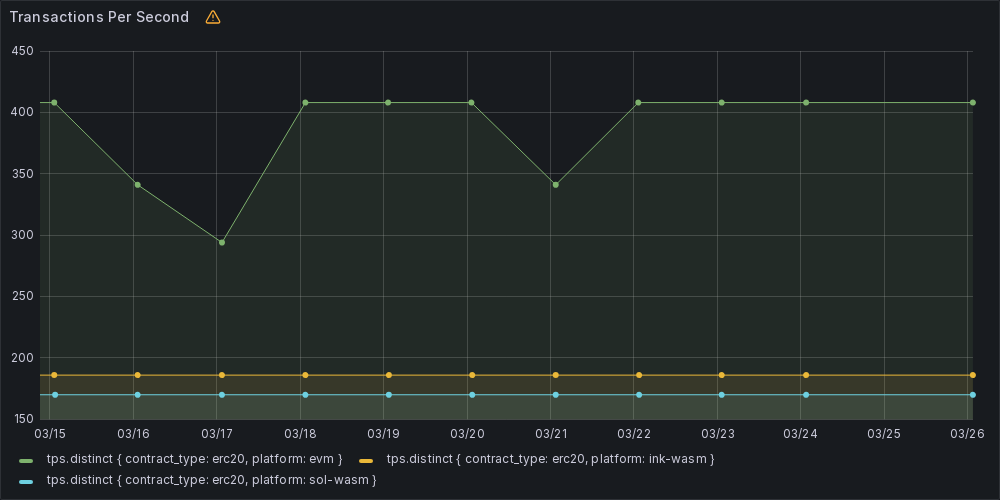 Transactions Per Second
450
400
350
300
250
200
150
03/15 03/16 03/17 03/18 03/19 03/20 03/21 03/22 03/23 03/24 03/25 03/26
tps.distinct { contract_type: erc20, platform: evm } tps.distinct { contract_type: erc20, platform: ink-wasm }
tps.distinct { contract_type: erc20, platform: sol-wasm }